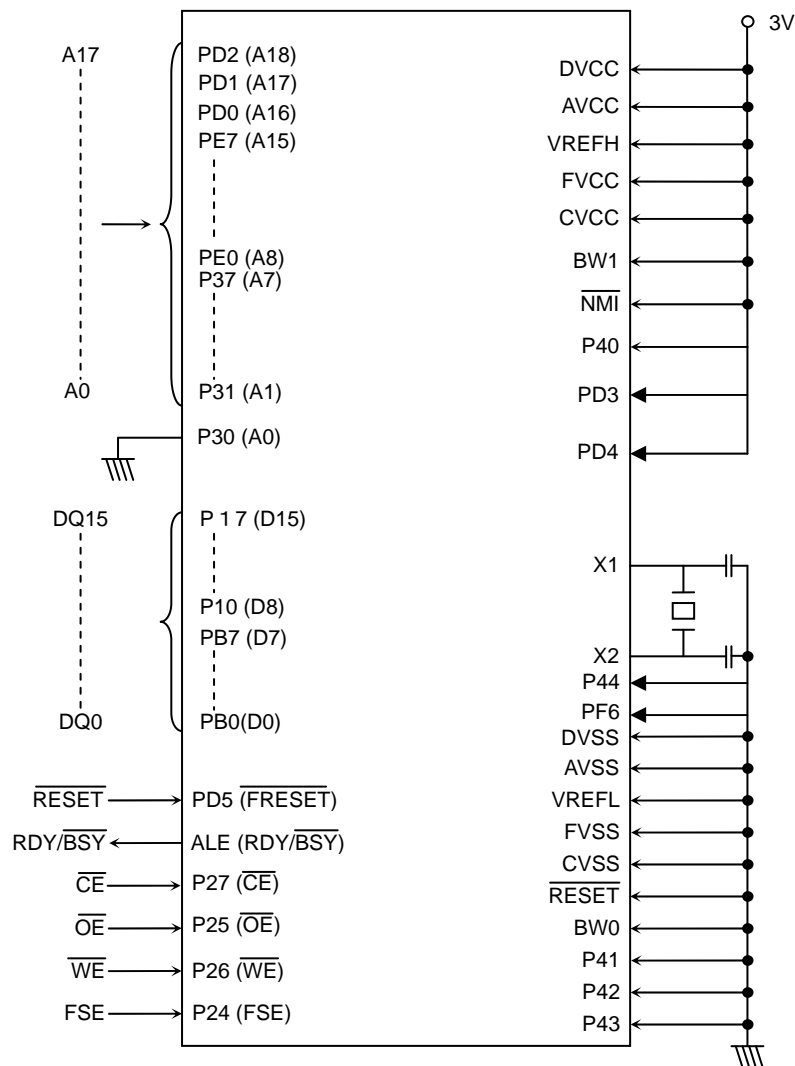 3V
A17
PD2 (A18)
PD1 (A17)
PD0 (A16)
PE7 (A15)
PE0 (A8)
P37 (A7)
A0
P31 (A1)
P30 (A0)
DQ15
P１７ (D15)
P10 (D8)
PB7 (D7)
DQ0
PB0(D0)
RESET
PD5 (FRESET)
RDY/BSY
ALE (RDY/BSY)
CE
P27 (CE)
OE
P25 (OE)
WE
P26 (WE)
FSE
P24 (FSE)
DVCC
AVCC
VREFH
FVCC
CVCC
BW1
NMI
P40
PD3
PD4
X1
X2
P44
PF6
DVSS
AVSS
VREFL
FVSS
CVSS
RESET
BW0
P41
P42
P43